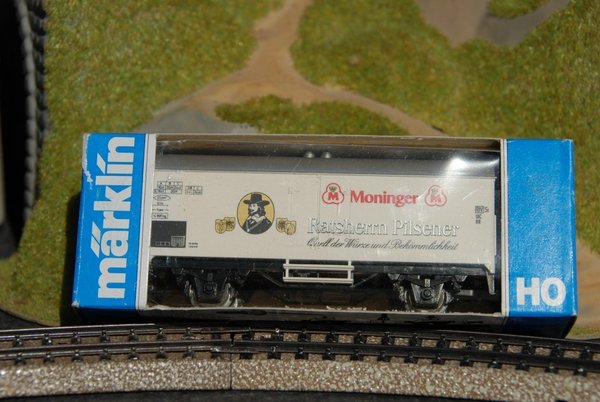 märklin
M Moninger M
Ratsherrn Pilsener
Quell der Würze und Bekömmlichkeit
HO